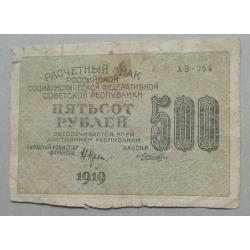 РАСЧЕТНЫЙ ЗНАК
РОССИЙСКОЙ
СОЦИАЛИСТИЧЕСКОЙ ФЕДЕРАТИВНОЙ
СОВЕТСКОЙ РЕСПУБЛИКИ
АВ-054
ПЯТЬСОТ
РУБЛЕЙ
500
ОБЕСПЕЧИВАЕТСЯ ВСЕМ
ДОСТОЯНИЕМ РЕСПУБЛИКИ
НАРОДНЫЙ КОМИССАР
ФИНАНСОВ
КАССИР
1919